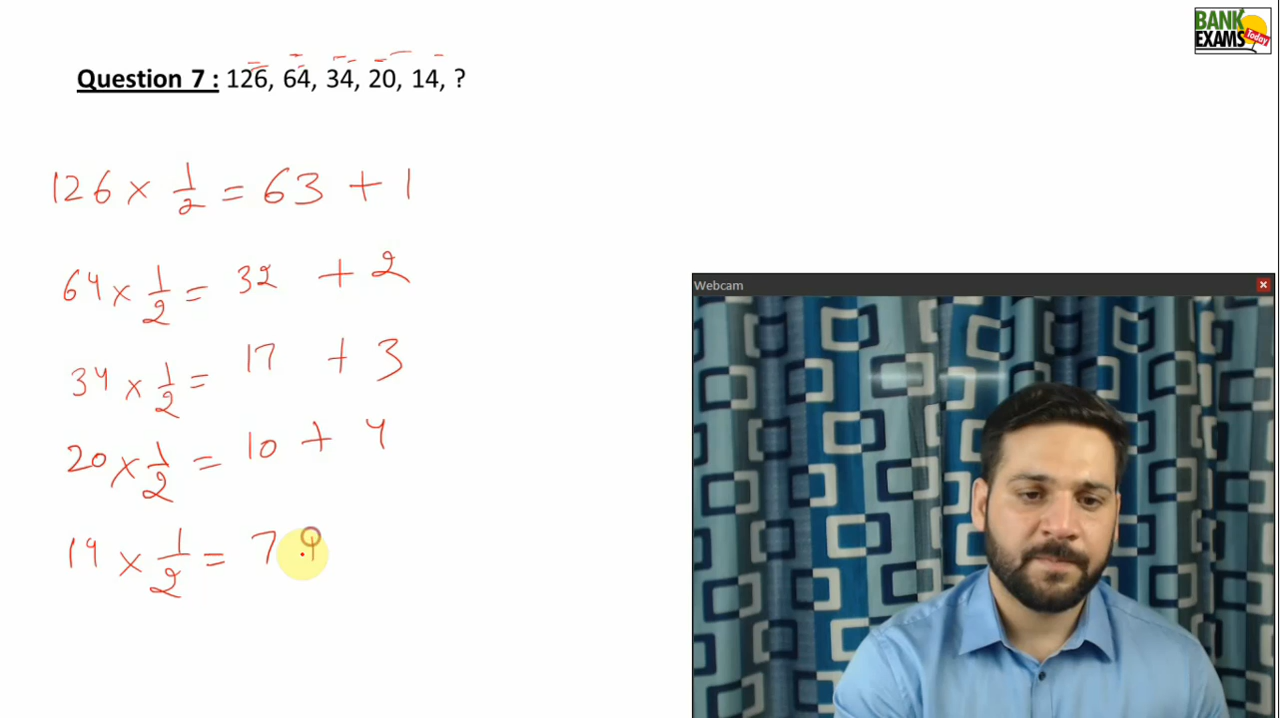 BANK
EXAMS Today
Question 7 : 126, 64, 34, 20, 14, ?
126 × 1/2 = 63 + 1
64 × 1/2 = 32 + 2
34 × 1/2 = 17 + 3
20 × 1/2 = 10 + 4
14 × 1/2 = 7
Webcam